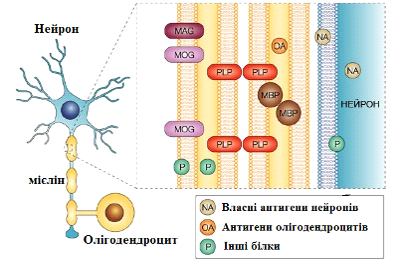 Нейрон
мієлін
Олігодендроцит
MAG
MOG
OA
NA
PLP PLP
NA
MBP
MBP
НЕЙРОН
MOG
PLP PLP
P
P P
NA Власні антигени нейронів
OA Антигени олігодендроцитів
P Інші білки